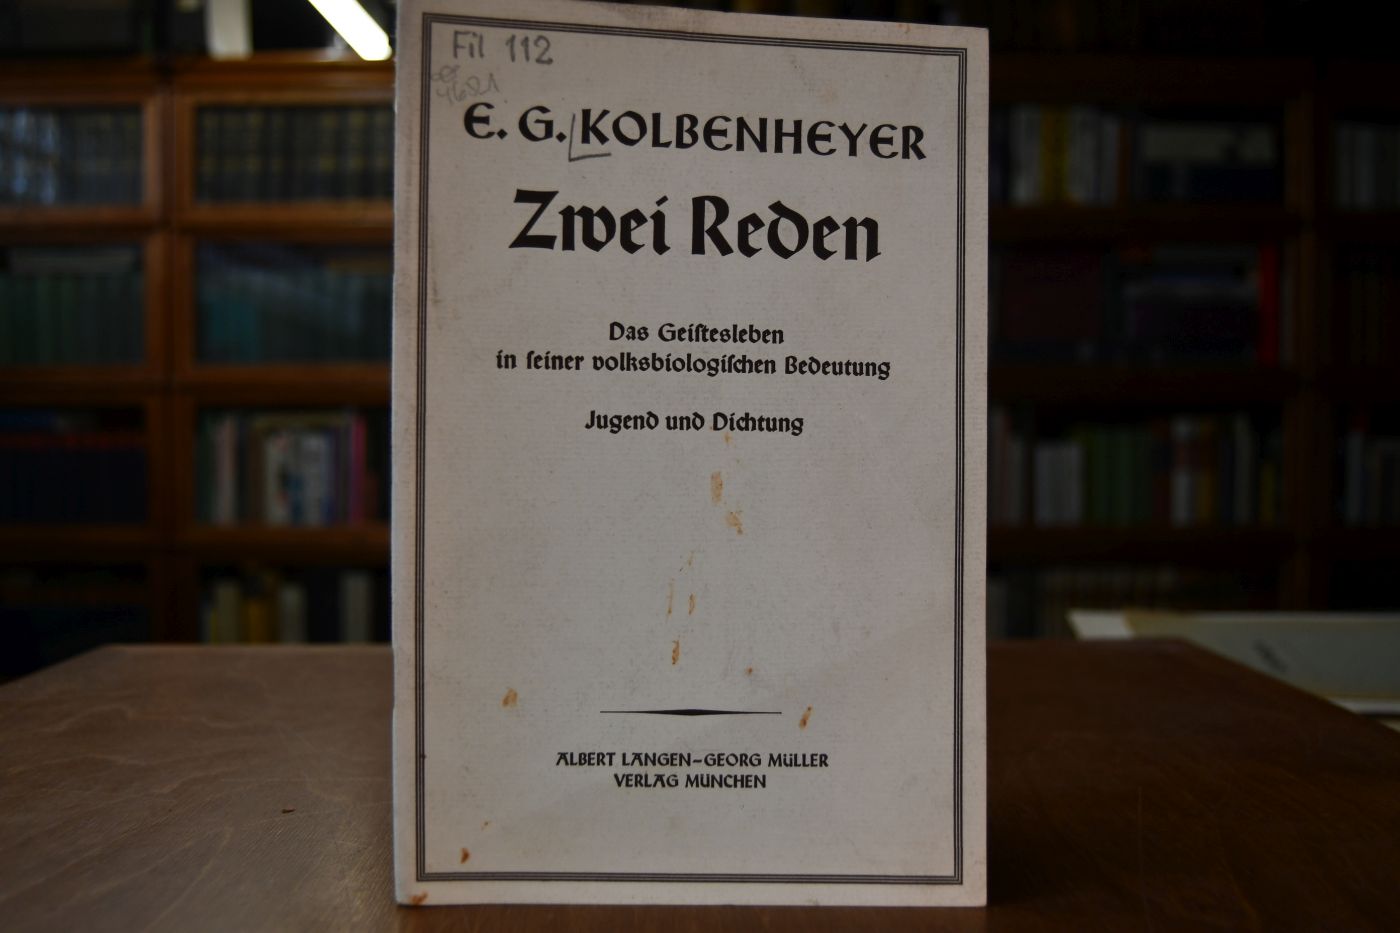 Fil 112
E. G. KOLBENHEYER
Zwei Reden
Das Geiſtesleben
in ſeiner volksbiologiſchen Bedeutung
Jugend und Dichtung
ALBERT LANGEN-GEORG MÜLLER
VERLAG MÜNCHEN